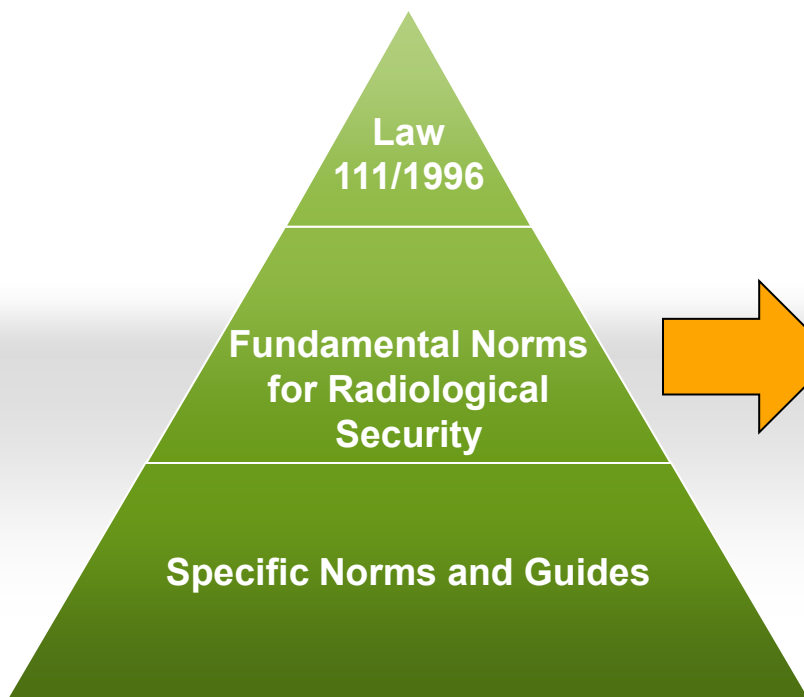 Law
111/1996
Fundamental Norms
for Radiological
Security
Specific Norms and Guides